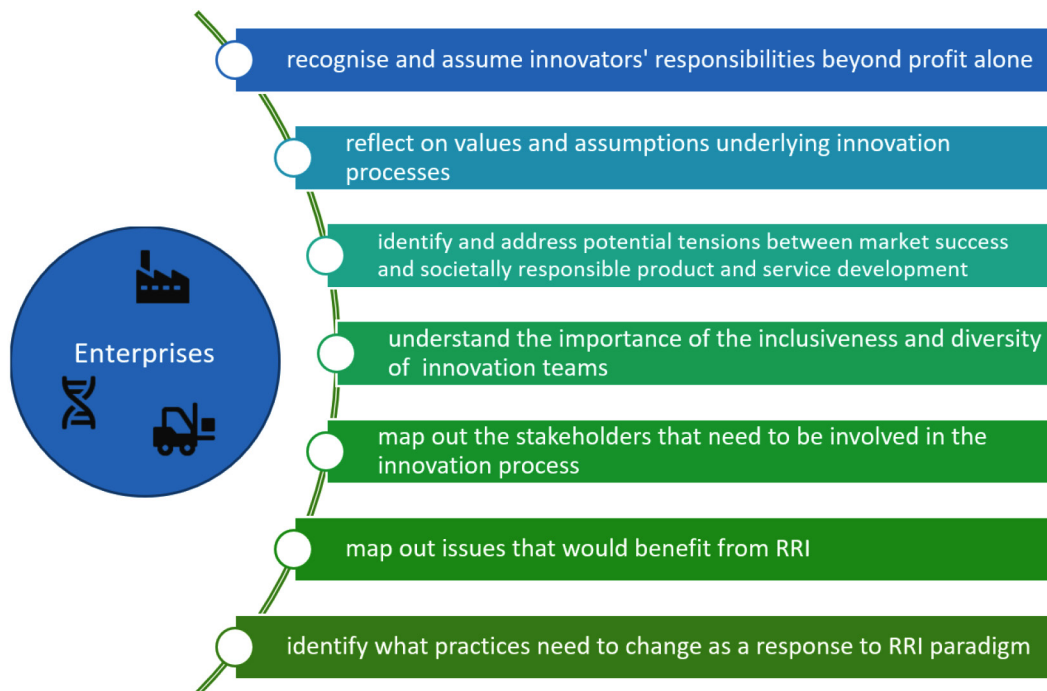 recognise and assume innovators' responsibilities beyond profit alone
reflect on values and assumptions underlying innovation
processes
identify and address potential tensions between market success
and societally responsible product and service development
Enterprises
understand the importance of the inclusiveness and diversity
of  innovation teams
map out the stakeholders that need to be involved in the
innovation process
map out issues that would benefit from RRI
identify what practices need to change as a response to RRI paradigm